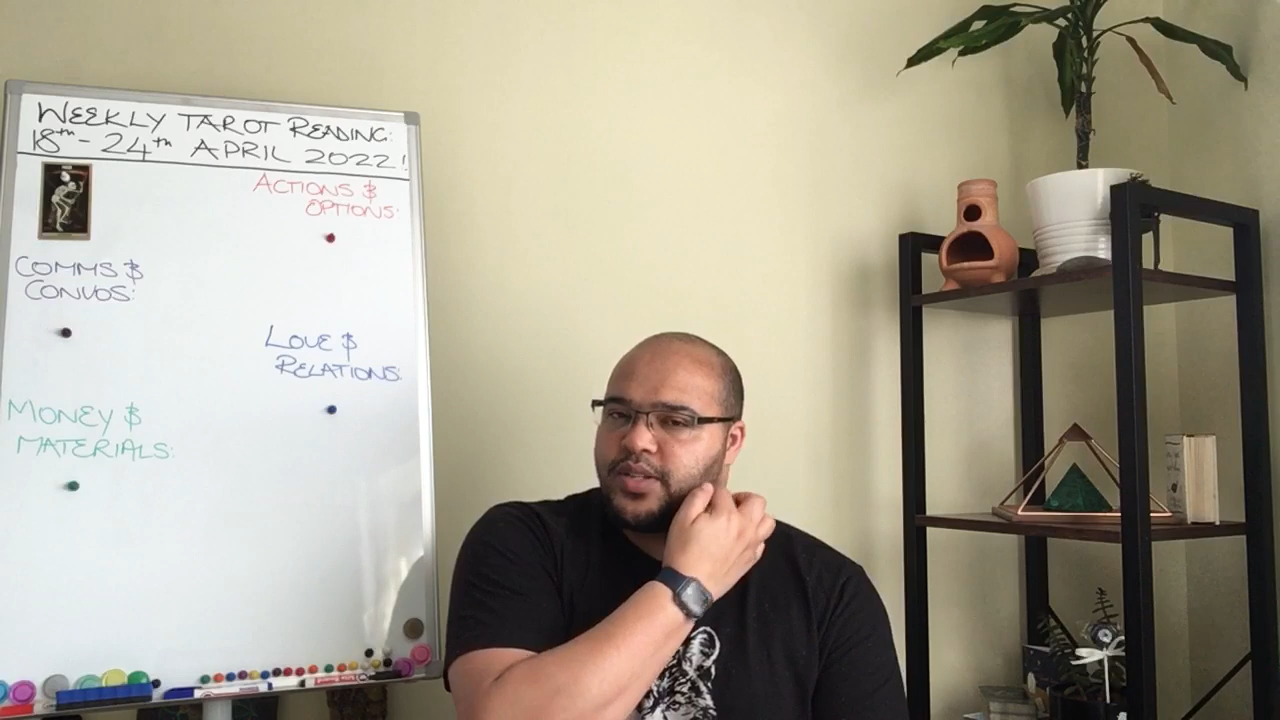 WEEKLY TAROT READING:
18th - 24th APRIL 2022!
ACTIONS &
OPTIONS:
COMMS &
CONVOS:
LOVE &
RELATIONS:
MONEY &
MATERIALS: